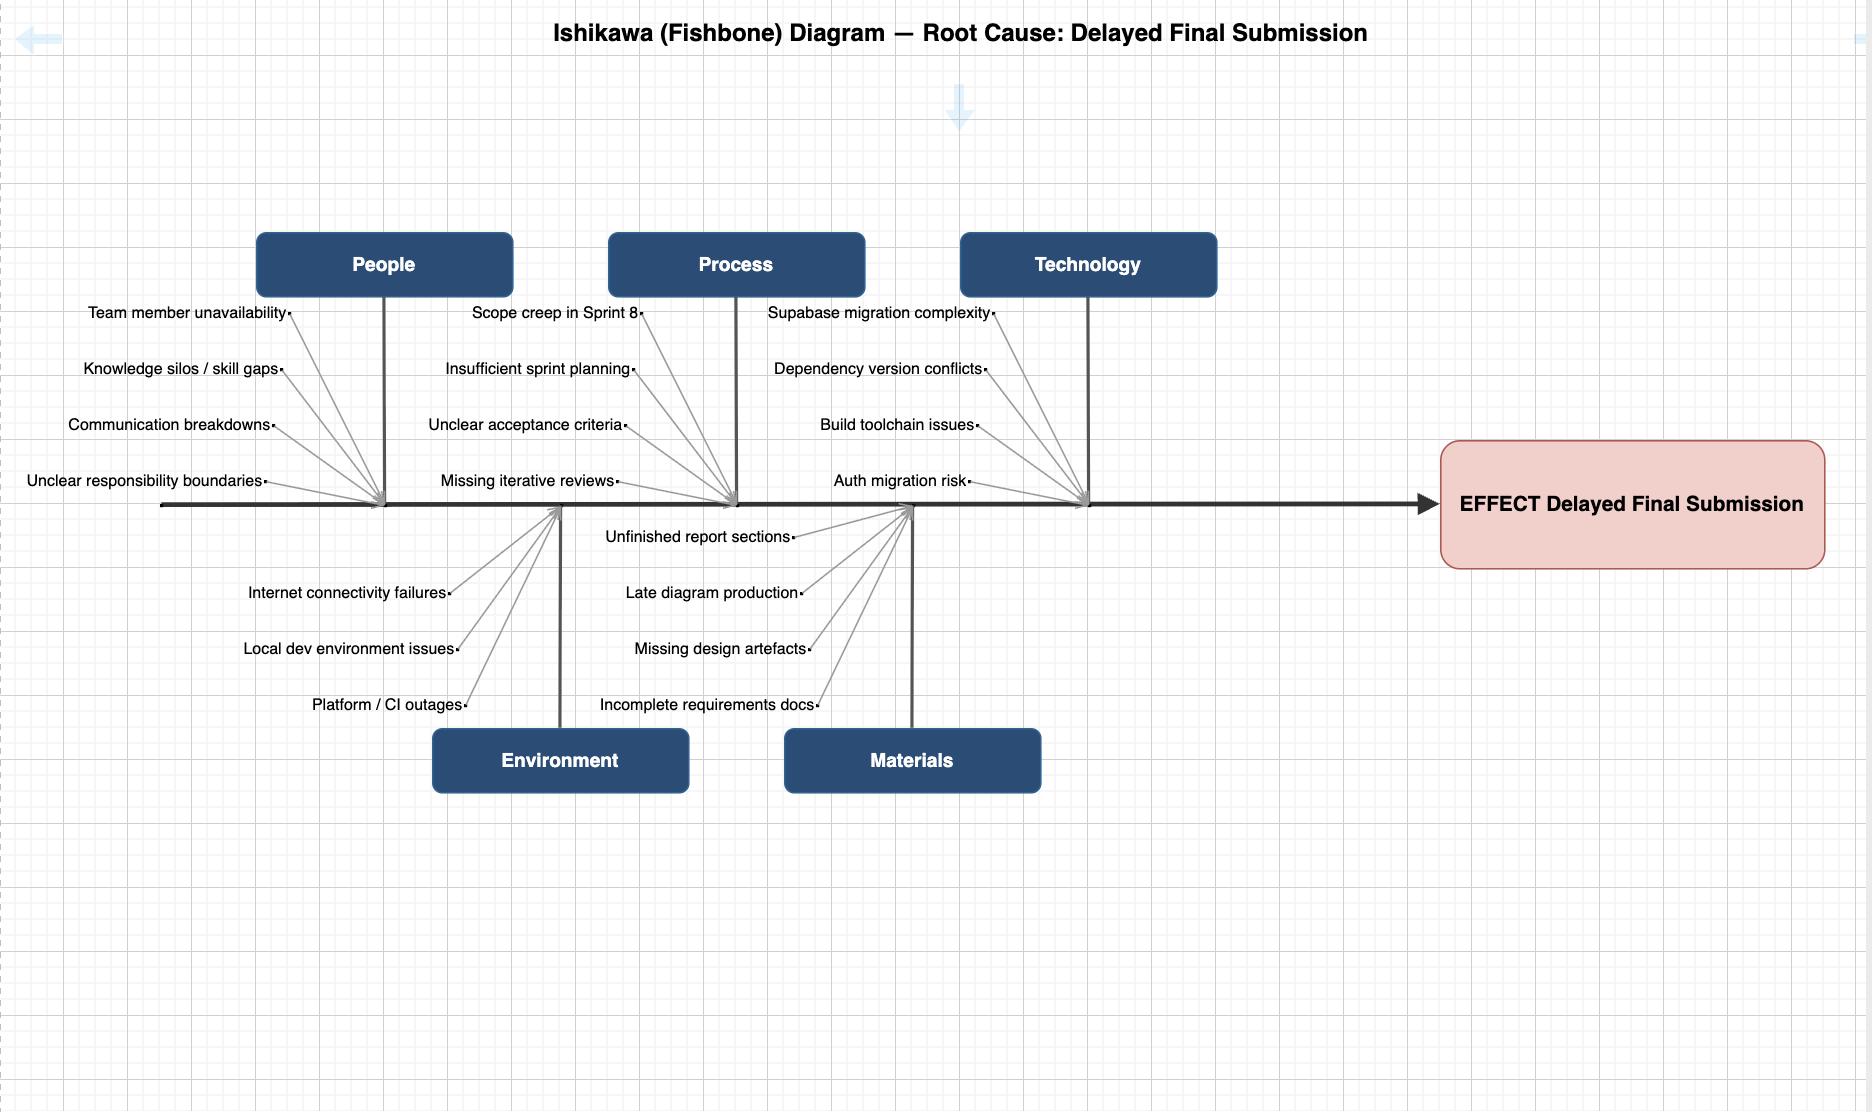 Ishikawa (Fishbone) Diagram — Root Cause: Delayed Final Submission
People
Process
Technology
Team member unavailability
Scope creep in Sprint 8
Supabase migration complexity
Knowledge silos / skill gaps
Insufficient sprint planning
Dependency version conflicts
Communication breakdowns
Unclear acceptance criteria
Build toolchain issues
Unclear responsibility boundaries
Missing iterative reviews
Auth migration risk
EFFECT Delayed Final Submission
Unfinished report sections
Internet connectivity failures
Late diagram production
Local dev environment issues
Missing design artefacts
Platform / CI outages
Incomplete requirements docs
Environment
Materials